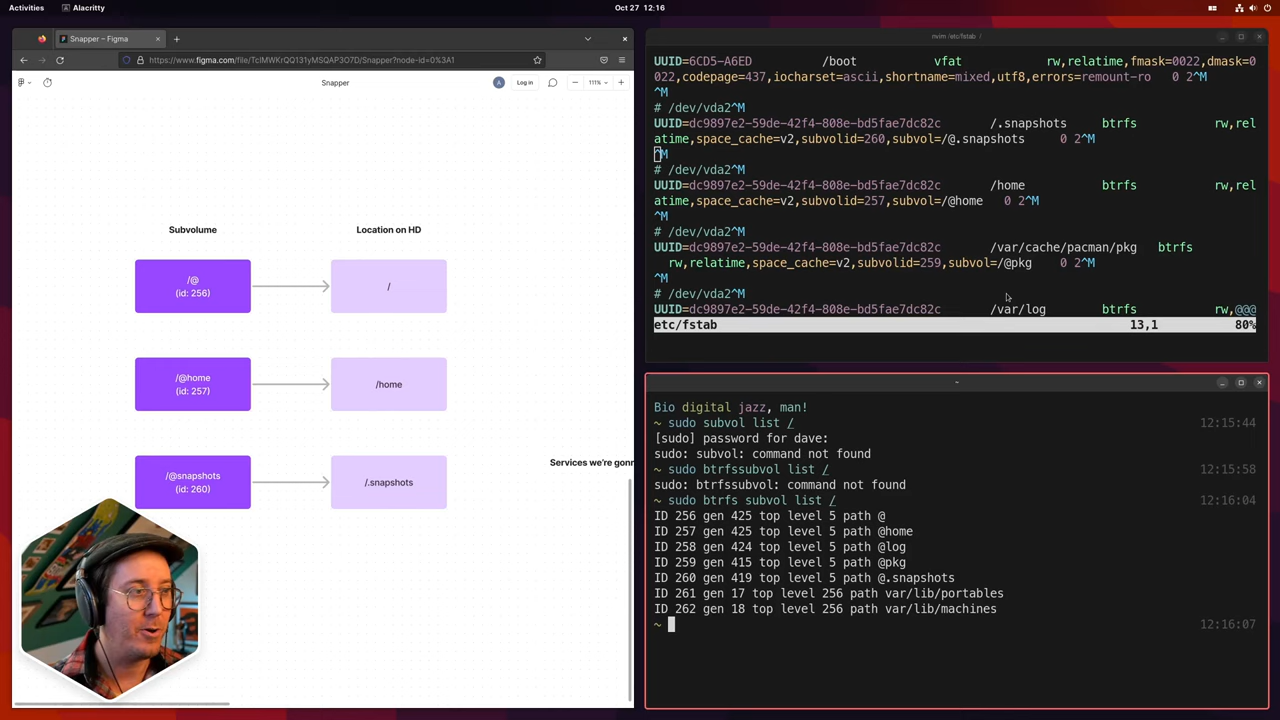 Activities
Alacritty
Oct 27 12:16
Snapper – Figma
https://www.figma.com/file/TcIMWKrQQ131yMSQAP3O7D/Snapper?node-id=0%3A1
Snapper
A
Log in
111%
Subvolume
Location on HD
/@
(id: 256)
/
/@home
(id: 257)
/home
/@snapshots
(id: 260)
/.snapshots
Services we're gonr
nvim /etc/fstab /
UUID=6CD5-A6ED /boot vfat rw,relatime,fmask=0022,dmask=0
022,codepage=437,iocharset=ascii,shortname=mixed,utf8,errors=remount-ro 0 2^M
^M
# /dev/vda2^M
UUID=dc9897e2-59de-42f4-808e-bd5fae7dc82c /.snapshots btrfs rw,rel
atime,space_cache=v2,subvolid=260,subvol=/@.snapshots 0 2^M
^M
# /dev/vda2^M
UUID=dc9897e2-59de-42f4-808e-bd5fae7dc82c /home btrfs rw,rel
atime,space_cache=v2,subvolid=257,subvol=/@home 0 2^M
^M
# /dev/vda2^M
UUID=dc9897e2-59de-42f4-808e-bd5fae7dc82c /var/cache/pacman/pkg btrfs
rw,relatime,space_cache=v2,subvolid=259,subvol=/@pkg 0 2^M
^M
# /dev/vda2^M
UUID=dc9897e2-59de-42f4-808e-bd5fae7dc82c /var/log btrfs rw,@@@
etc/fstab 13,1 80%
~
Bio digital jazz, man!
~ sudo subvol list / 12:15:44
[sudo] password for dave:
sudo: subvol: command not found
~ sudo btrfssubvol list / 12:15:58
sudo: btrfssubvol: command not found
~ sudo btrfs subvol list / 12:16:04
ID 256 gen 425 top level 5 path @
ID 257 gen 425 top level 5 path @home
ID 258 gen 424 top level 5 path @log
ID 259 gen 415 top level 5 path @pkg
ID 260 gen 419 top level 5 path @.snapshots
ID 261 gen 17 top level 256 path var/lib/portables
ID 262 gen 18 top level 256 path var/lib/machines
~ 12:16:07